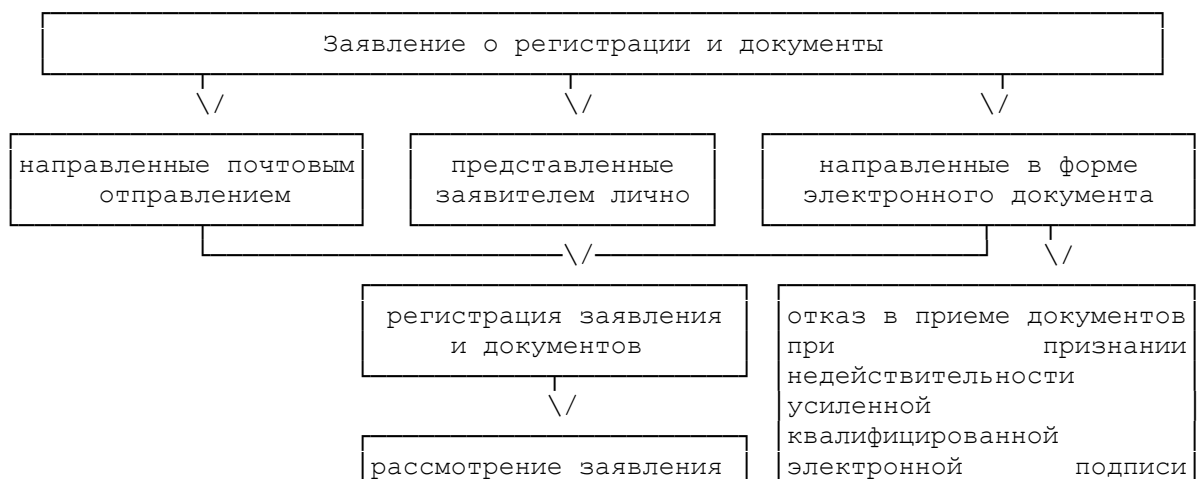 Заявление о регистрации и документы
направленные почтовым
отправлением
представленные
заявителем лично
направленные в форме
электронного документа
регистрация заявления
и документов
отказ в приеме документов
при признании
недействительности
усиленной
квалифицированной
электронной подписи
рассмотрение заявления